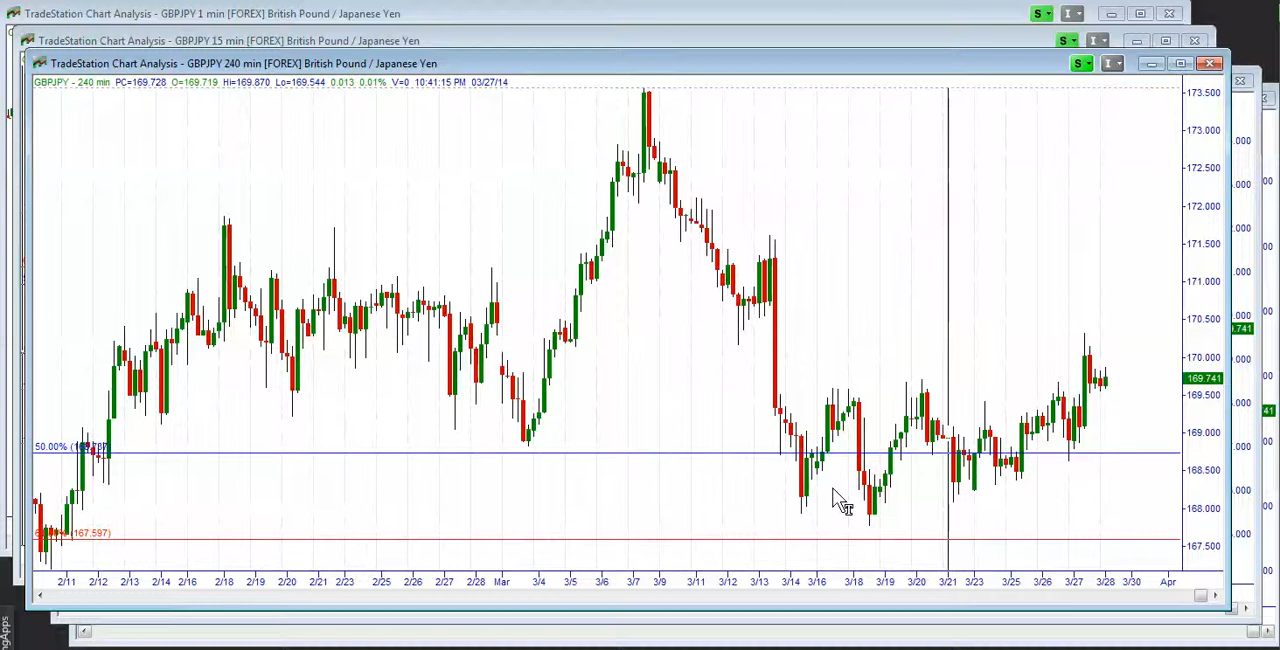 TradeStation Chart Analysis - GBPJPY 1 min [FOREX] British Pound / Japanese Yen
S
I
TradeStation Chart Analysis - GBPJPY 15 min [FOREX] British Pound / Japanese Yen
S
I
TradeStation Chart Analysis - GBPJPY 240 min [FOREX] British Pound / Japanese Yen
S
I
GBPJPY - 240 min PC=169.728 O=169.719 Hi=169.870 Lo=169.544 0.013 0.01% V=0 10:41:15 PM 03/27/14
173.500
173.000
172.500
172.000
171.500
171.000
170.500
170.000
169.741
169.500
169.000
168.500
168.000
167.500
50.00%
(167.597)
2/11 2/12 2/13 2/14 2/16 2/18 2/19 2/20 2/21 2/23 2/25 2/26 2/27 2/28 Mar 3/4 3/5 3/6 3/7 3/9 3/11 3/12 3/13 3/14 3/16 3/18 3/19 3/20 3/21 3/23 3/25 3/26 3/27 3/28 3/30 Apr